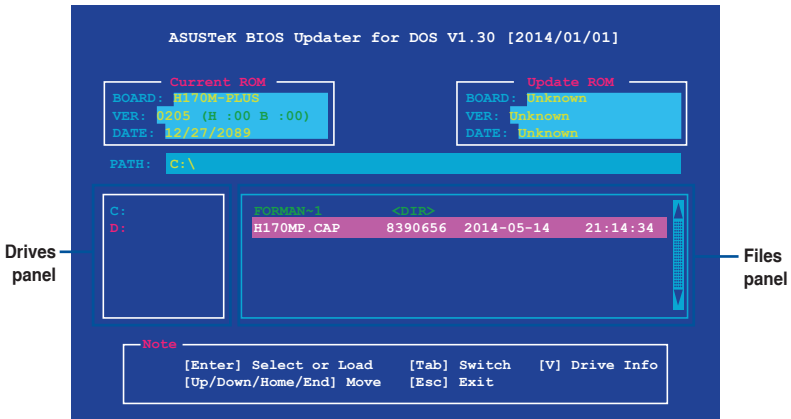 ASUSTeK BIOS Updater for DOS V1.30 [2014/01/01]
Current ROM
BOARD: H170M-PLUS
VER: 0205 (H :00 B :00)
DATE: 12/27/2089
Update ROM
BOARD: Unknown
VER: Unknown
DATE: Unknown
PATH: C:\
C:
D:
FORMAN~1 <DIR>
H170MP.CAP 8390656 2014-05-14 21:14:34
Drives
panel
Files
panel
Note
[Enter] Select or Load [Tab] Switch [V] Drive Info
[Up/Down/Home/End] Move [Esc] Exit